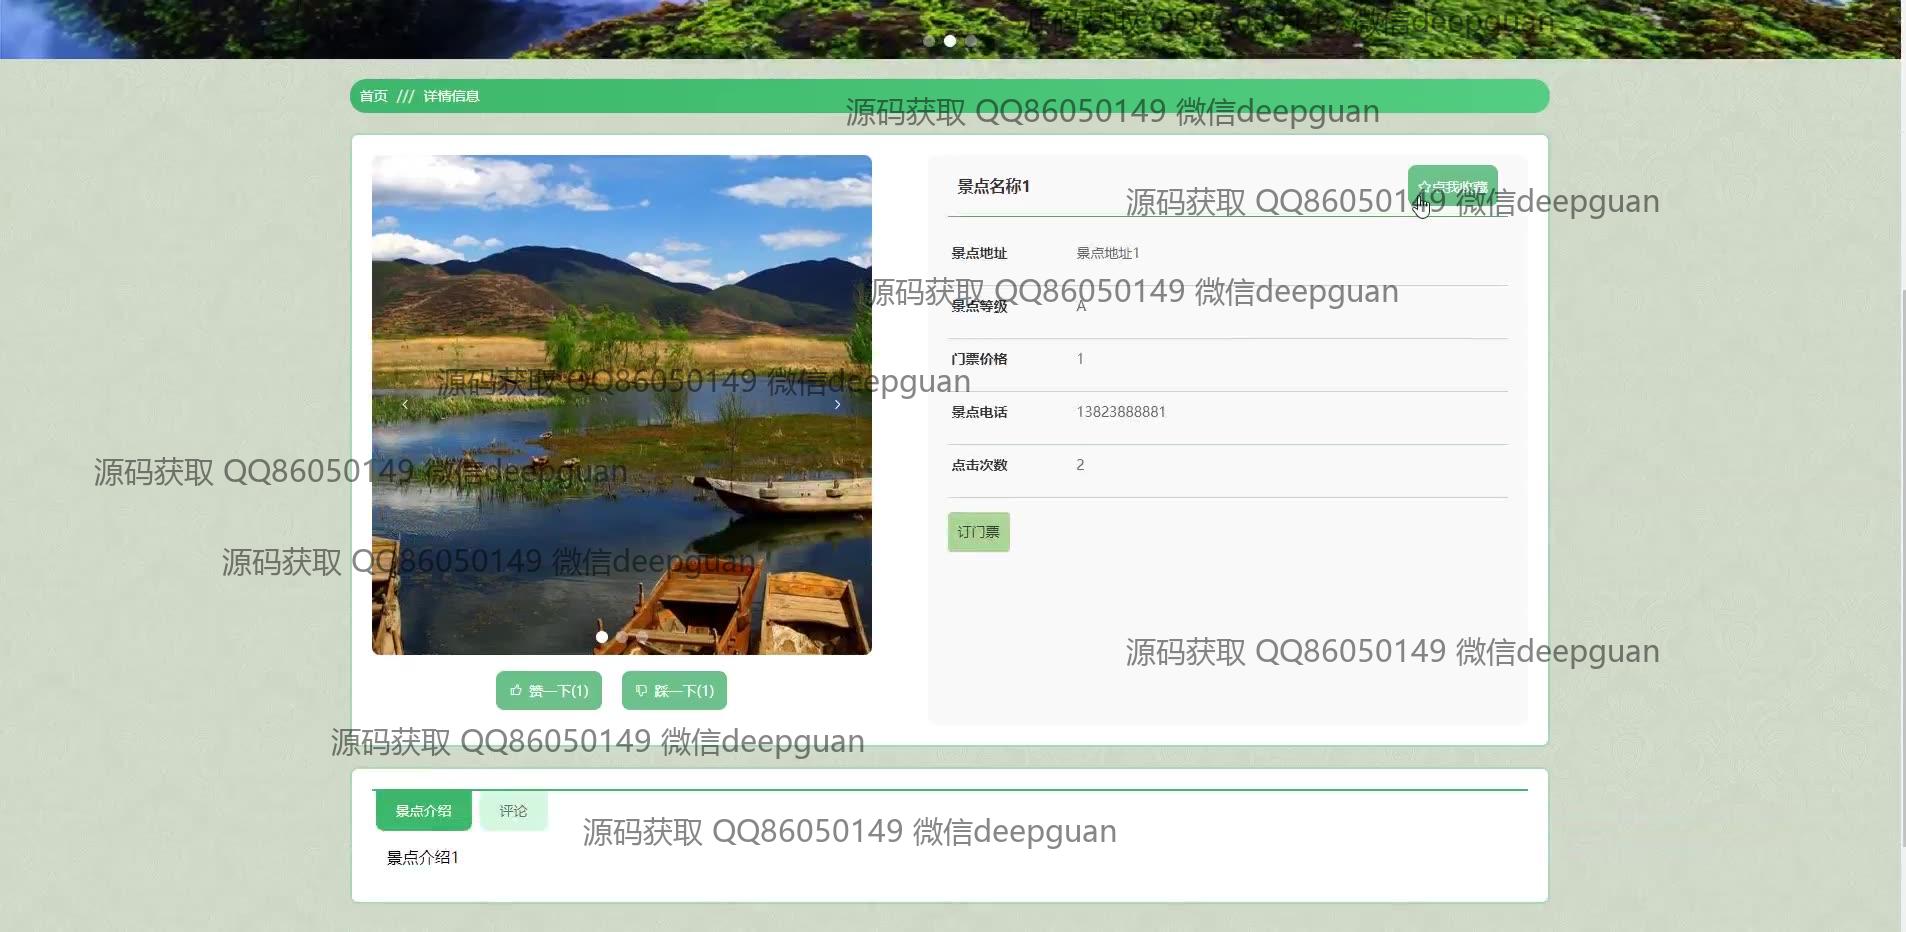 源码获取 QQ86050149 微信deepguan
首页 /// 详情信息
源码获取 QQ86050149 微信deepguan
景点名称1
☆点我收藏
源码获取 QQ86050149 微信deepguan
景点地址 景点地址1
源码获取 QQ86050149 微信deepguan
景点等级 A
门票价格 1
源码获取 QQ86050149 微信deepguan
景点电话 13823888881
点击次数 2
源码获取 QQ86050149 微信deepguan
订门票
源码获取 QQ86050149 微信deepguan
源码获取 QQ86050149 微信deepguan
赞一下(1) 踩一下(1)
源码获取 QQ86050149 微信deepguan
景点介绍 评论
源码获取 QQ86050149 微信deepguan
景点介绍1